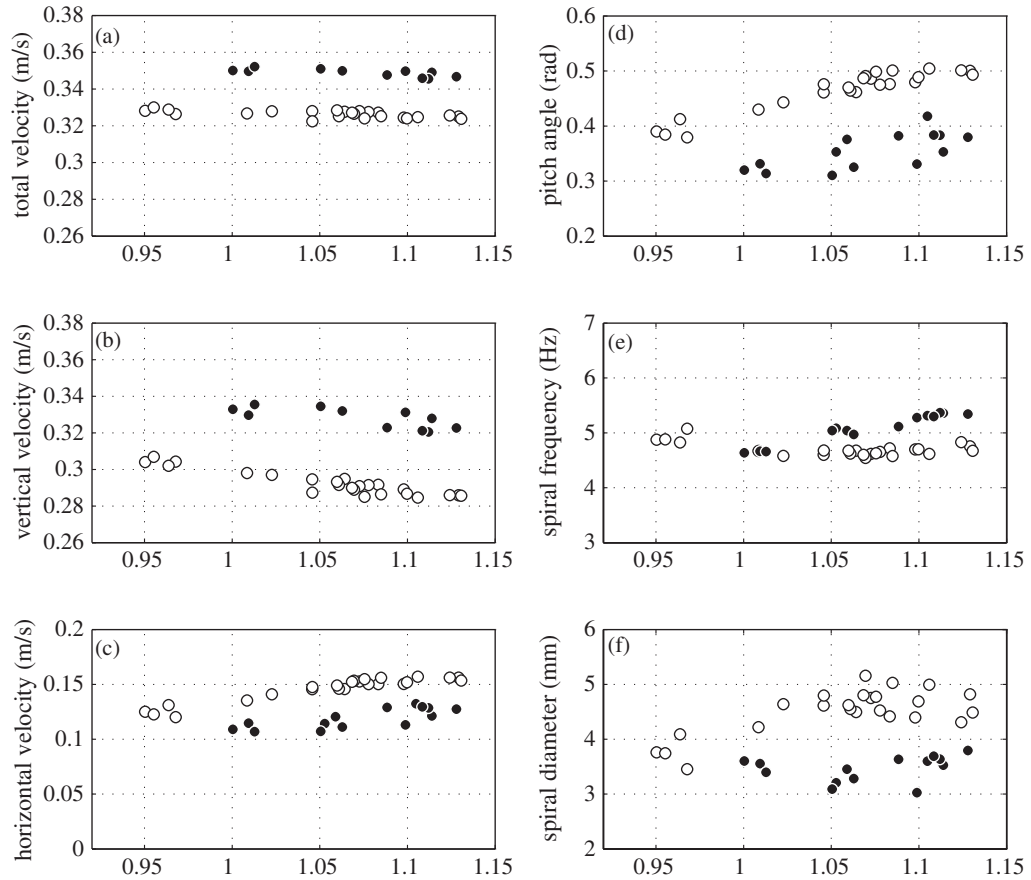 total velocity (m/s)
0.38
0.36
0.34
0.32
0.3
0.28
0.26
(a)
0.95 1 1.05 1.1 1.15
pitch angle (rad)
0.6
0.5
0.4
0.3
0.2
(d)
0.95 1 1.05 1.1 1.15
vertical velocity (m/s)
0.38
0.36
0.34
0.32
0.3
0.28
0.26
(b)
0.95 1 1.05 1.1 1.15
spiral frequency (Hz)
7
6
5
4
3
(e)
0.95 1 1.05 1.1 1.15
horizontal velocity (m/s)
0.2
0.15
0.1
0.05
0
(c)
0.95 1 1.05 1.1 1.15
spiral diameter (mm)
6
5
4
3
2
(f)
0.95 1 1.05 1.1 1.15